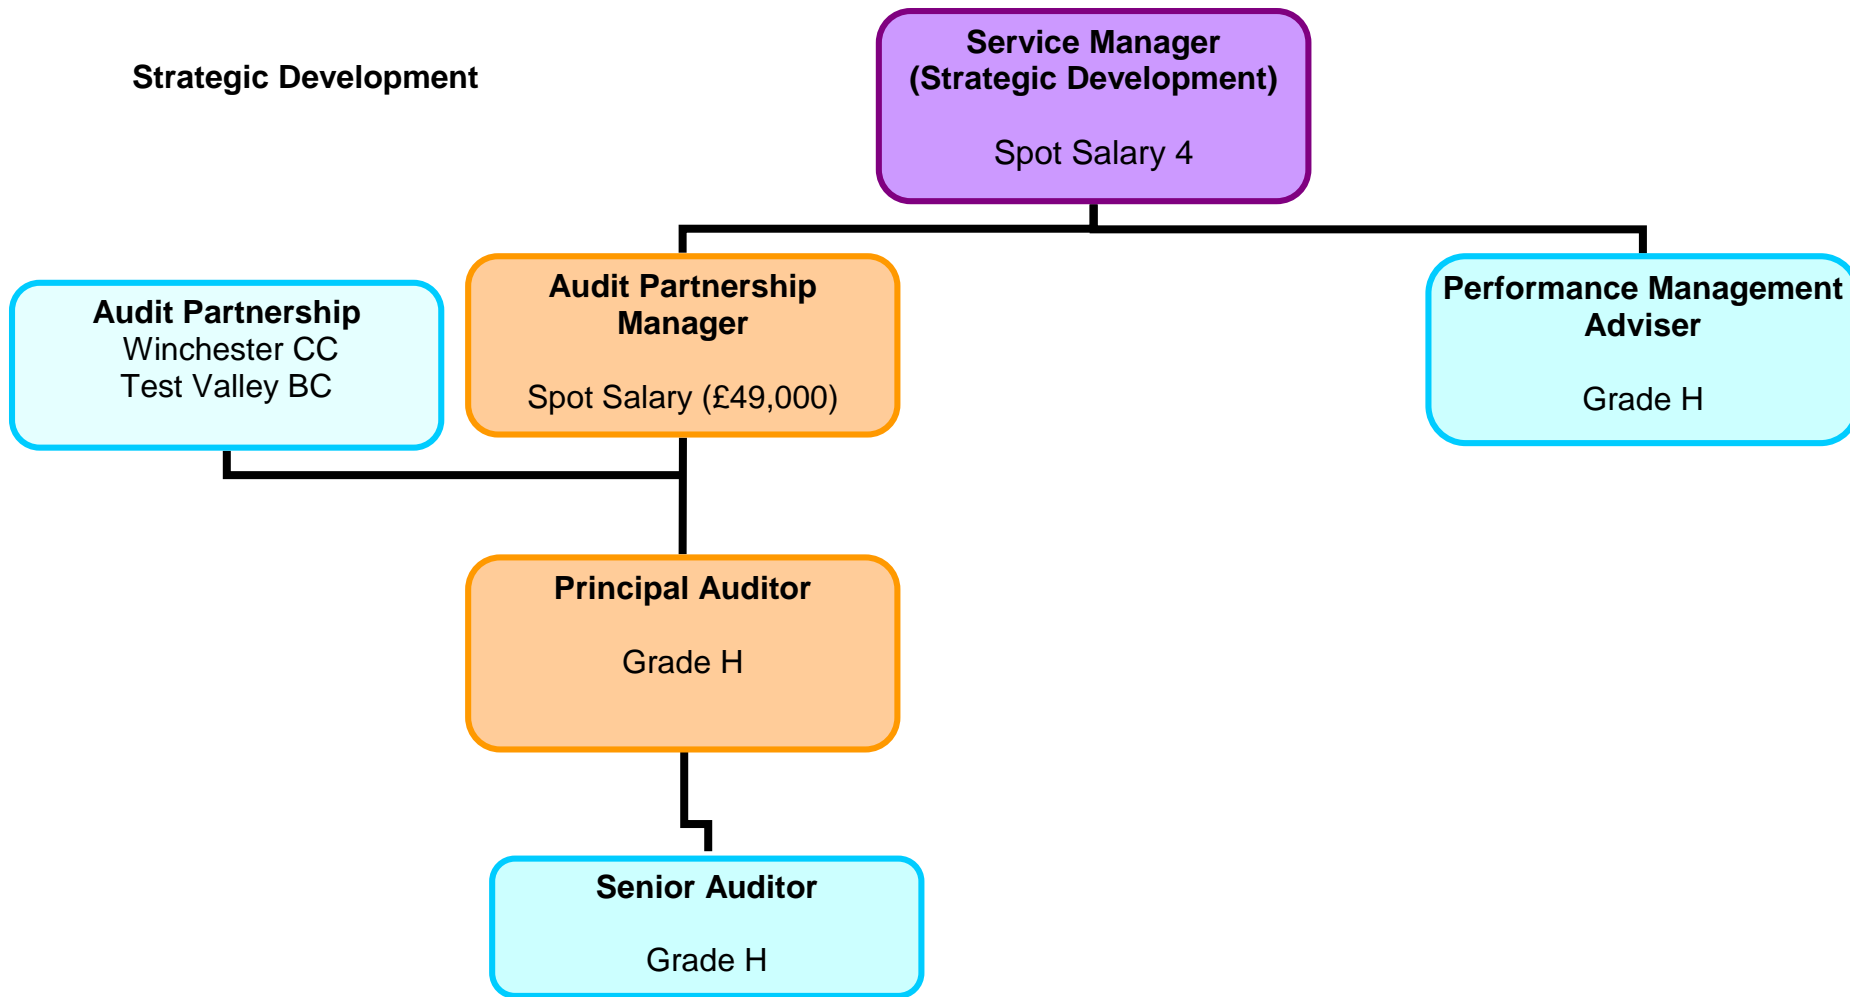 Strategic Development
Service Manager
(Strategic Development)
Spot Salary 4
Audit Partnership
Winchester CC
Test Valley BC
Audit Partnership
Manager
Spot Salary (£49,000)
Performance Management
Adviser
Grade H
Principal Auditor
Grade H
Senior Auditor
Grade H